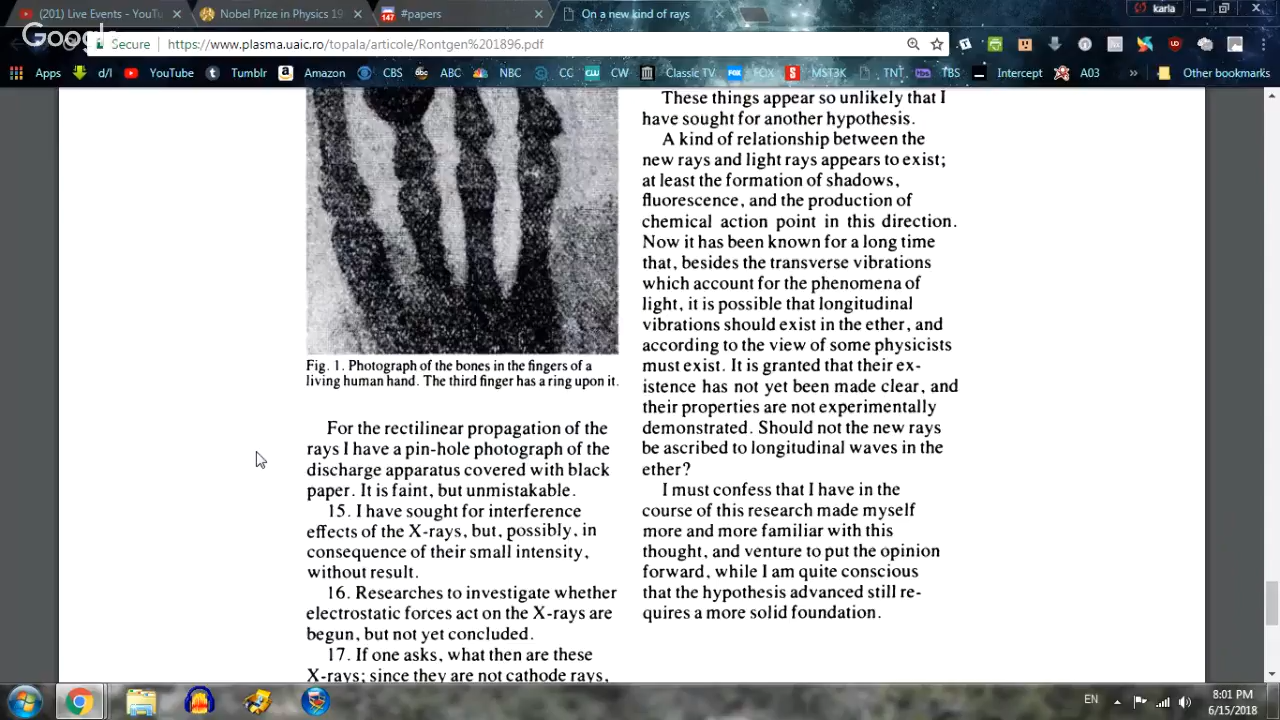 (201) Live Events - YouTu
Nobel Prize in Physics 19
147
#papers
On a new kind of rays
karla
Google
Secure
https://www.plasma.uaic.ro/topala/articole/Rontgen%201896.pdf
Apps
d/l
YouTube
Tumblr
Amazon
CBS
ABC
NBC
CC
CW
Classic TV
FOX
MST3K
TNT
TBS
Intercept
A03
»
Other bookmarks
Fig. 1. Photograph of the bones in the fingers of a
living human hand. The third finger has a ring upon it.
For the rectilinear propagation of the
rays I have a pin-hole photograph of the
discharge apparatus covered with black
paper. It is faint, but unmistakable.
15. I have sought for interference
effects of the X-rays, but, possibly, in
consequence of their small intensity,
without result.
16. Researches to investigate whether
electrostatic forces act on the X-rays are
begun, but not yet concluded.
17. If one asks, what then are these
X-rays; since they are not cathode rays,
These things appear so unlikely that I
have sought for another hypothesis.
A kind of relationship between the
new rays and light rays appears to exist;
at least the formation of shadows,
fluorescence, and the production of
chemical action point in this direction.
Now it has been known for a long time
that, besides the transverse vibrations
which account for the phenomena of
light, it is possible that longitudinal
vibrations should exist in the ether, and
according to the view of some physicists
must exist. It is granted that their ex-
istence has not yet been made clear, and
their properties are not experimentally
demonstrated. Should not the new rays
be ascribed to longitudinal waves in the
ether?
I must confess that I have in the
course of this research made myself
more and more familiar with this
thought, and venture to put the opinion
forward, while I am quite conscious
that the hypothesis advanced still re-
quires a more solid foundation.
EN
8:01 PM
6/15/2018